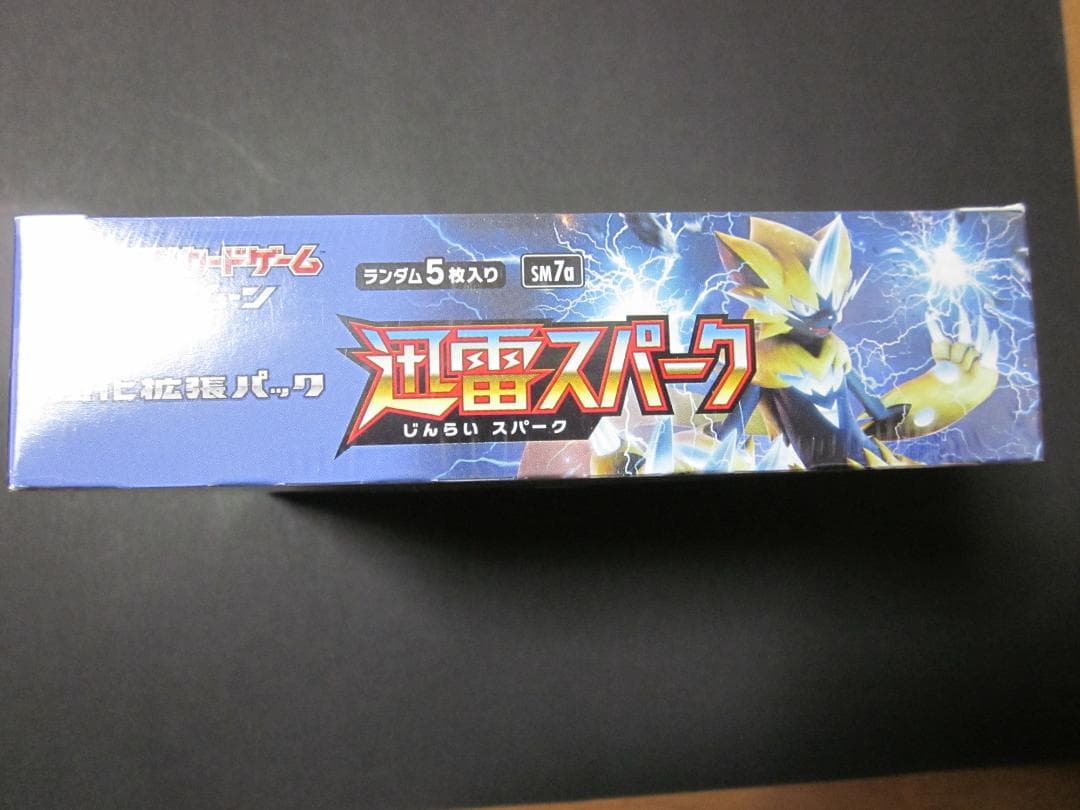 カードゲーム
ーン
化拡張パック
ランダム5枚入り
SM7a
迅雷スパーク
じんらい スパーク